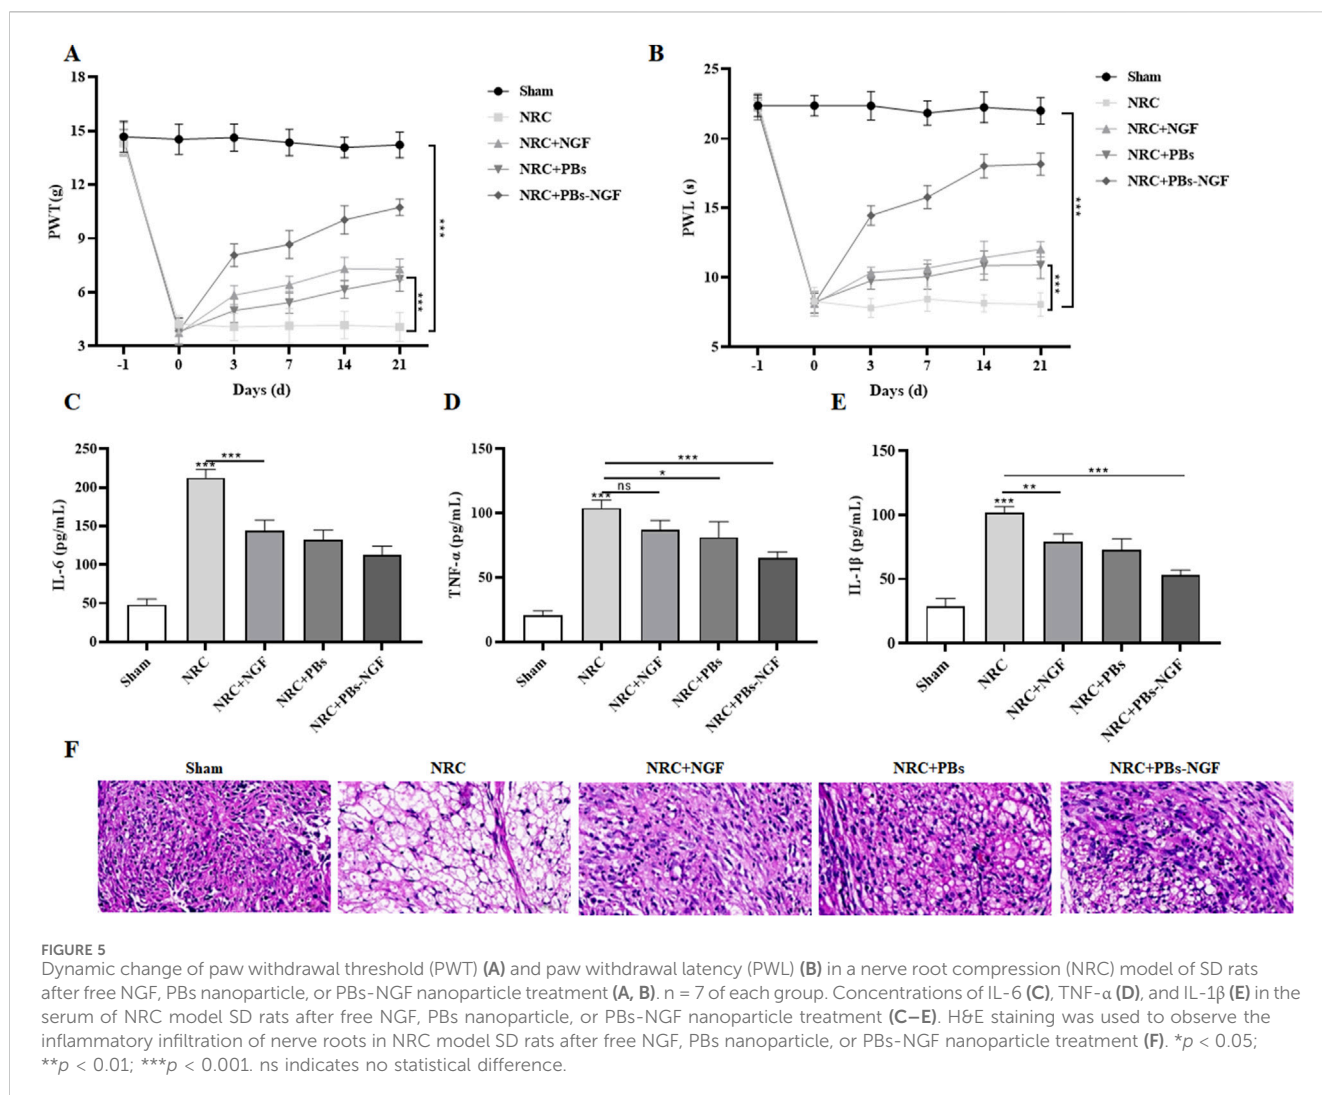 A
18
15
12
9
6
3
PWT(g)
-1 0 3 7 14 21
Days (d)
Sham
NRC
NRC+NGF
NRC+PBs
NRC+PBs-NGF
***
***
B
25
20
15
10
5
PWL (s)
-1 0 3 7 14 21
Days (d)
Sham
NRC
NRC+NGF
NRC+PBs
NRC+PBs-NGF
***
***
C
250
200
150
100
50
0
IL-6 (pg/mL)
***
***
Sham NRC NRC+NGF NRC+PBs NRC+PBs-NGF
D
150
100
50
0
TNF-α (pg/mL)
***
*
ns
***
Sham NRC NRC+NGF NRC+PBs NRC+PBs-NGF
E
150
100
50
0
IL-1β (pg/mL)
***
**
***
Sham NRC NRC+NGF NRC+PBs NRC+PBs-NGF
F
Sham NRC NRC+NGF NRC+PBs NRC+PBs-NGF
FIGURE 5
Dynamic change of paw withdrawal threshold (PWT) (A) and paw withdrawal latency (PWL) (B) in a nerve root compression (NRC) model of SD rats
after free NGF, PBs nanoparticle, or PBs-NGF nanoparticle treatment (A, B). n = 7 of each group. Concentrations of IL-6 (C), TNF-α (D), and IL-1β (E) in the
serum of NRC model SD rats after free NGF, PBs nanoparticle, or PBs-NGF nanoparticle treatment (C–E). H&E staining was used to observe the
inflammatory infiltration of nerve roots in NRC model SD rats after free NGF, PBs nanoparticle, or PBs-NGF nanoparticle treatment (F). *p < 0.05;
**p < 0.01; ***p < 0.001. ns indicates no statistical difference.